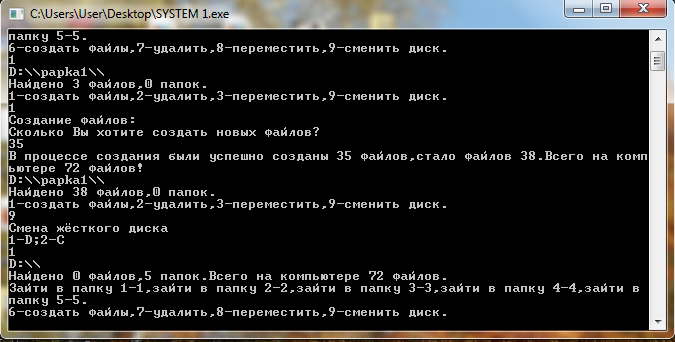 C:\Users\User\Desktop\SYSTEM 1.exe
папку 5-5.
6-создать файлы,7-удалить,8-переместить,9-сменить диск.
1
D:\\papka1\\
Найдено 3 файлов,0 папок.
1-создать файлы,2-удалить,3-переместить,9-сменить диск.
1
Создание файлов:
Сколько Вы хотите создать новых файлов?
35
В процессе создания были успешно созданы 35 файлов,стало файлов 38.Всего на комп
ьютере 72 файлов!
D:\\papka1\\
Найдено 38 файлов,0 папок.
1-создать файлы,2-удалить,3-переместить,9-сменить диск.
9
Смена жёсткого диска
1-D;2-C
1
D:\\
Найдено 0 файлов,5 папок.Всего на компьютере 72 файлов.
Зайти в папку 1-1,зайти в папку 2-2,зайти в папку 3-3,зайти в папку 4-4,зайти в
папку 5-5.
6-создать файлы,7-удалить,8-переместить,9-сменить диск.